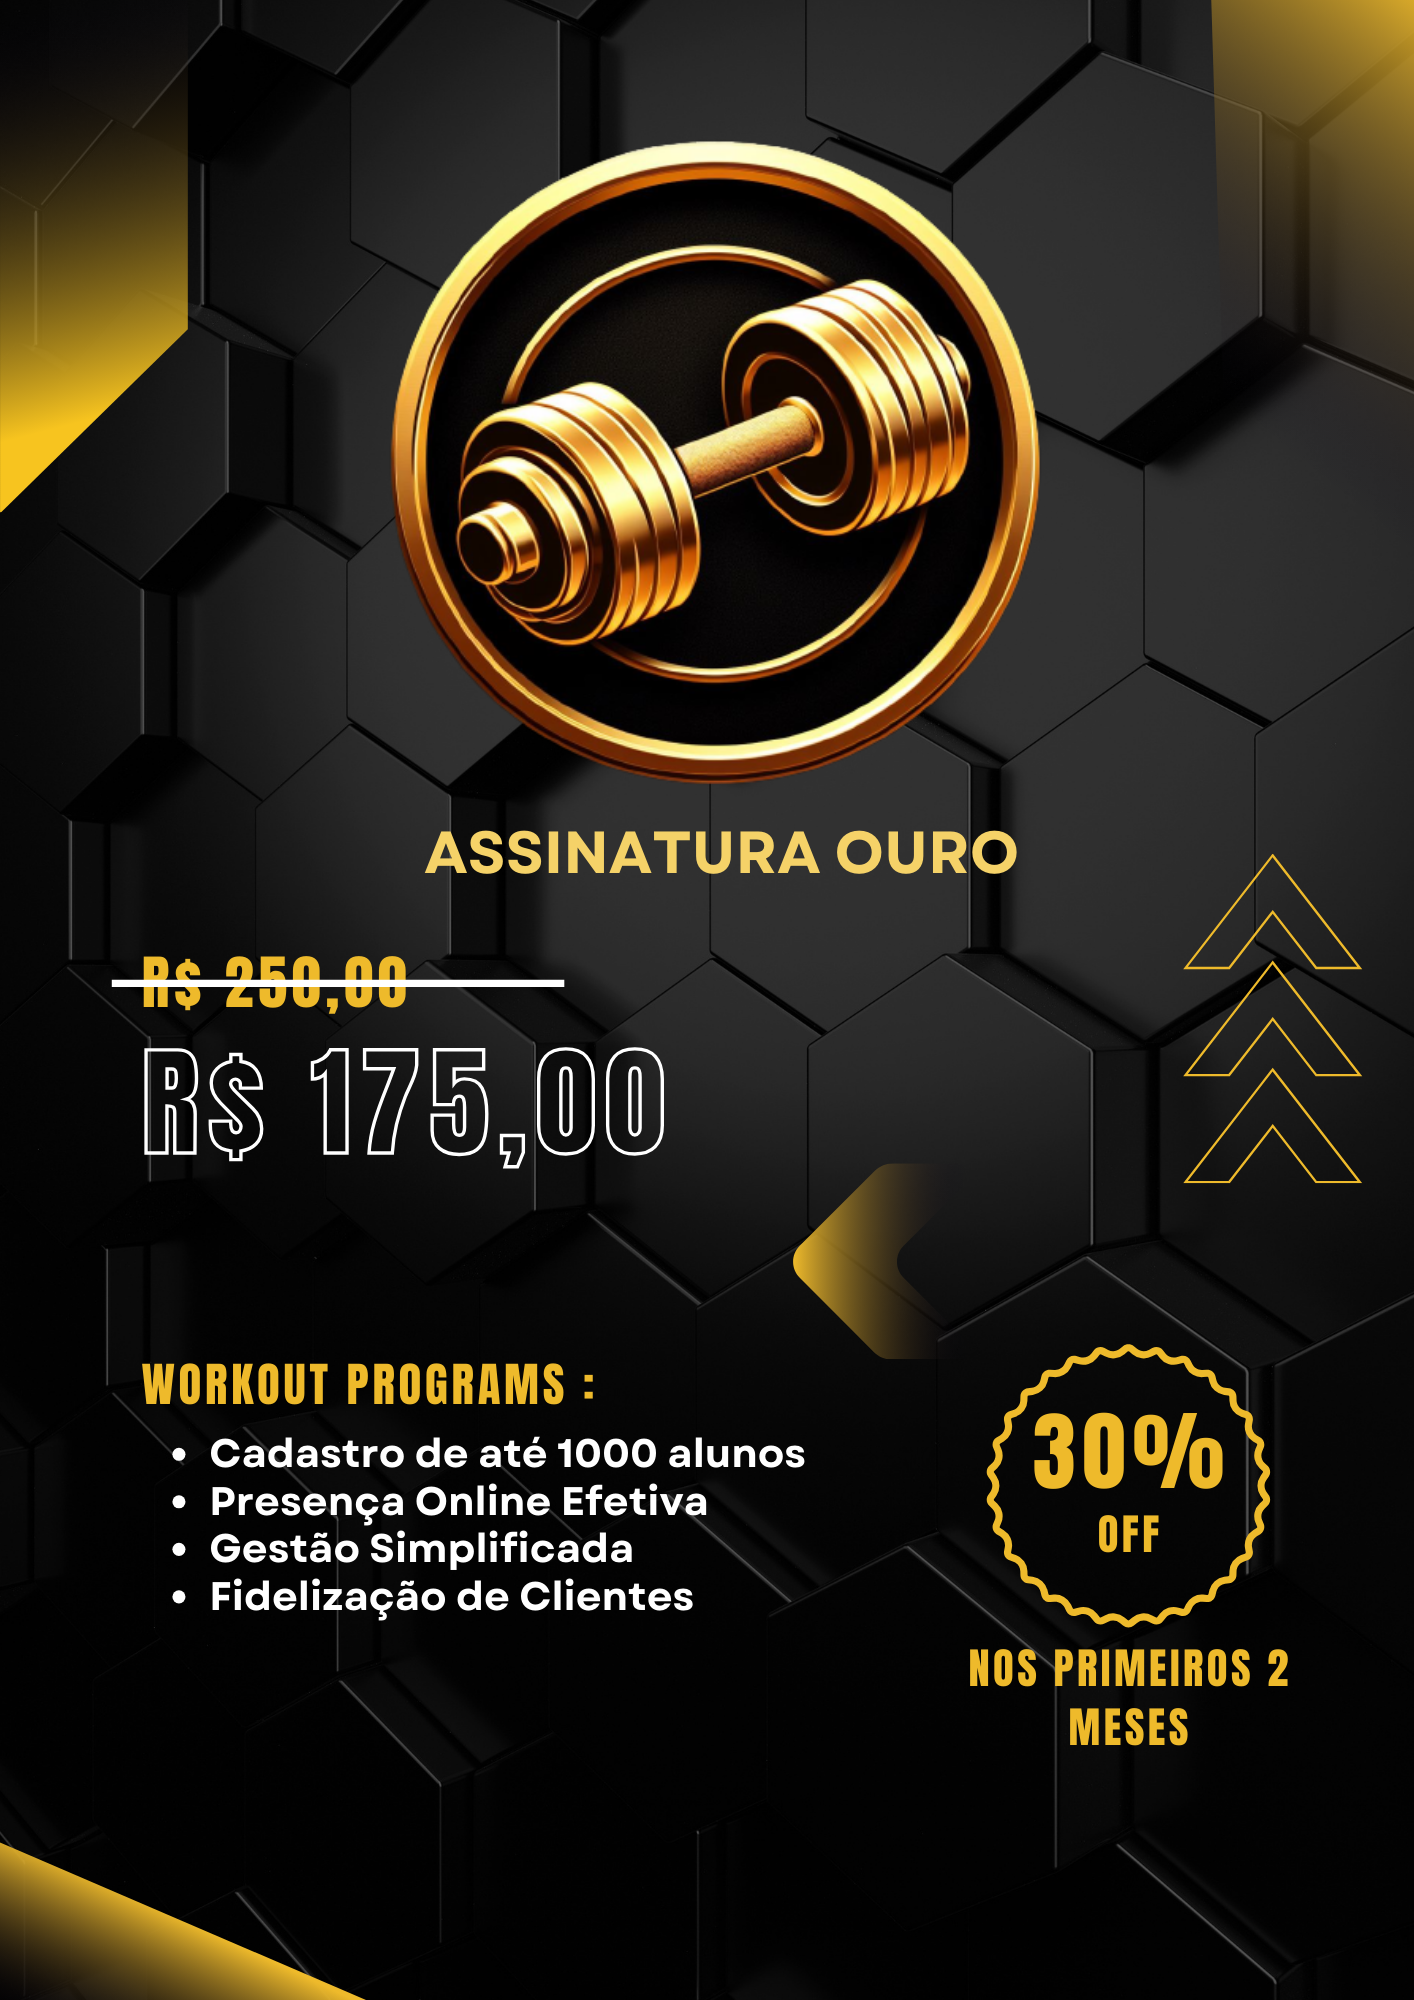 ASSINATURA OURO
R$ 250,00
R$ 175,00
WORKOUT PROGRAMS :
• Cadastro de até 1000 alunos
• Presença Online Efetiva
• Gestão Simplificada
• Fidelização de Clientes
30%
OFF
NOS PRIMEIROS 2
MESES